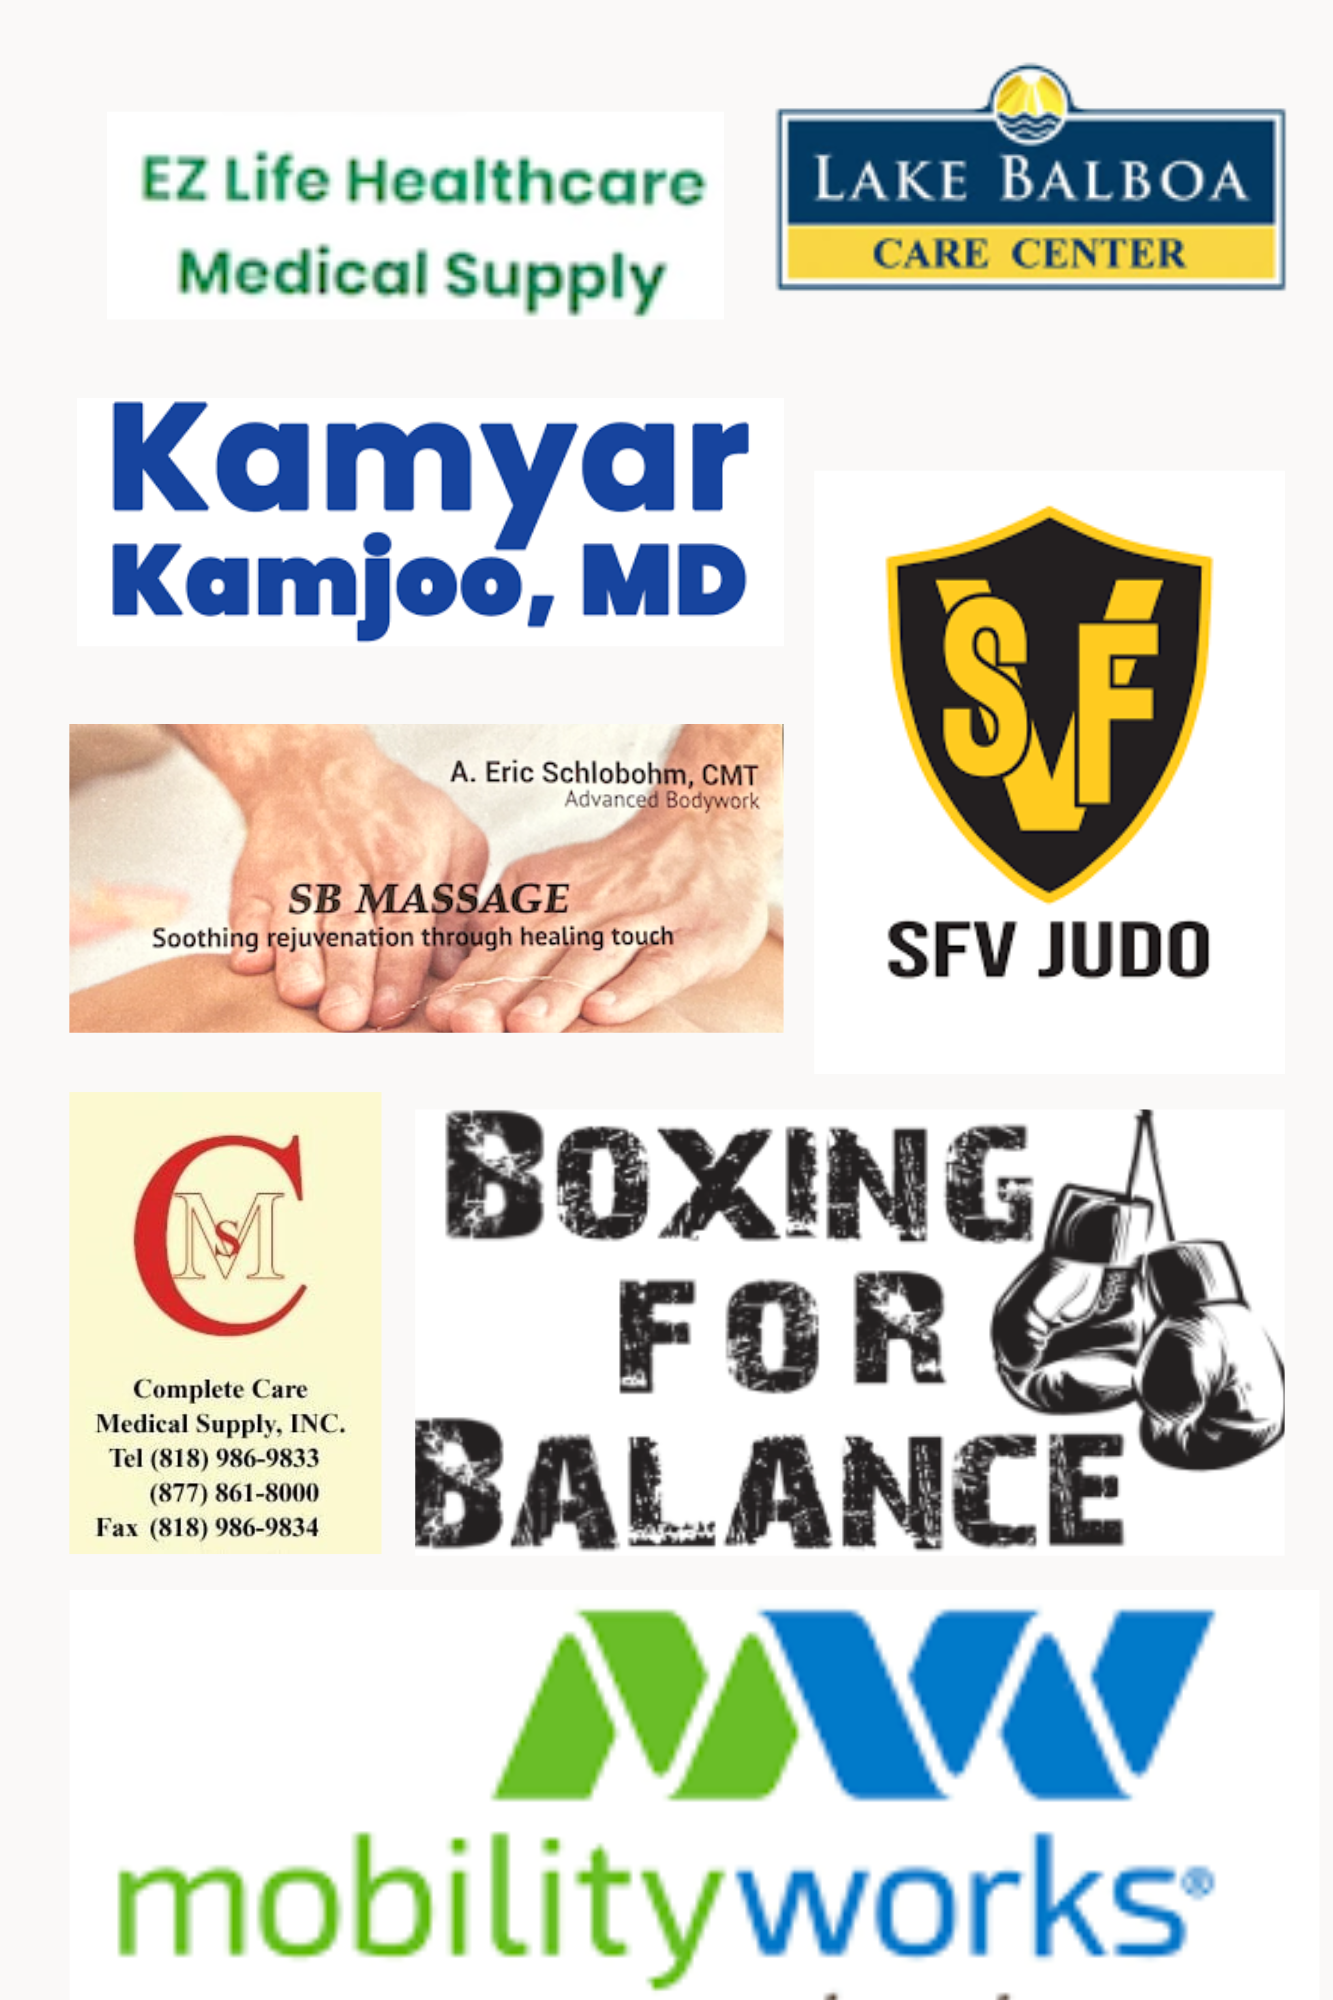 EZ Life Healthcare
Medical Supply
LAKE BALBOA
CARE CENTER
Kamyar
Kamjoo, MD
SVF
SFV JUDO
A. Eric Schlobohm, CMT
Advanced Bodywork
SB MASSAGE
Soothing rejuvenation through healing touch
CMS
Complete Care
Medical Supply, INC.
Tel (818) 986-9833
(877) 861-8000
Fax (818) 986-9834
BOXING
FOR
BALANCE
MW
mobilityworks®